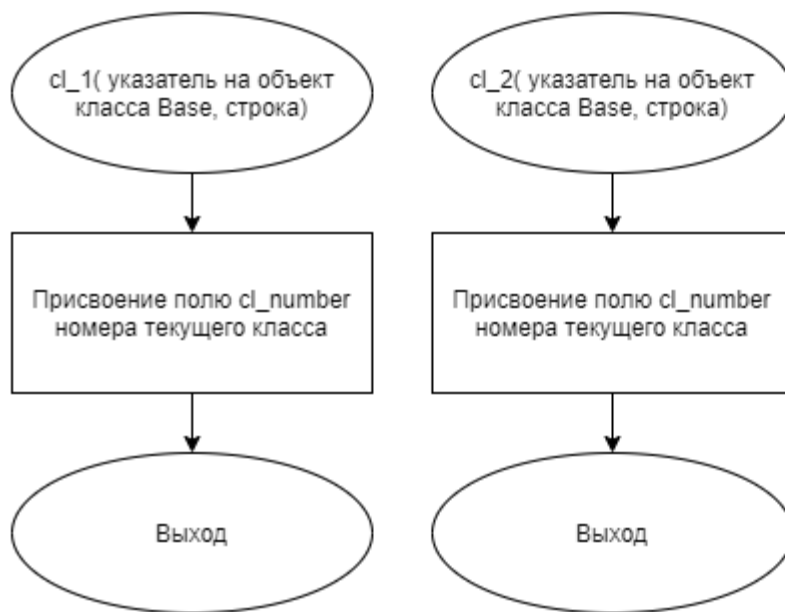 cl_1( указатель на объект
класса Base, строка)
Присвоение полю cl_number
номера текущего класса
Выход
cl_2( указатель на объект
класса Base, строка)
Присвоение полю cl_number
номера текущего класса
Выход